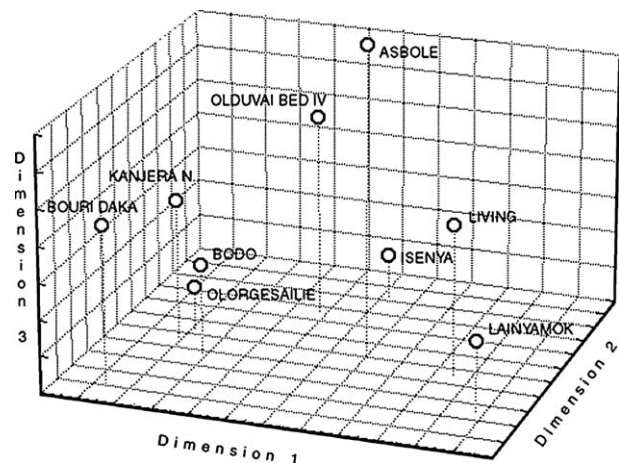 ASBOLE
OLDUVAI BED IV
KANJERA N.
BOURI DAKA
LIVING
BODO
ISENYA
OLORGESAILIE
LAINYAMOK
Dimension 3
Dimension 2
Dimension 1